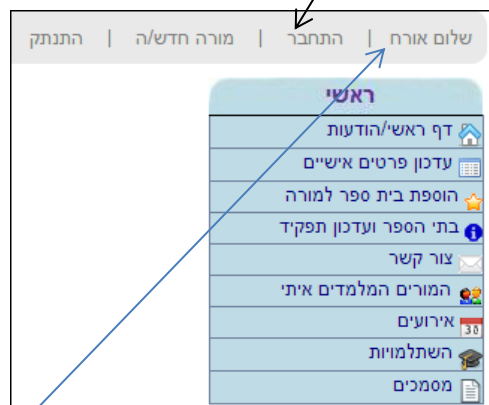 שלום אורח | התחבר | מורה חדש/ה | התנתק
ראשי
דף ראשי/הודעות
עדכון פרטים אישיים
הוספת בית ספר למורה
בתי הספר ועדכון תפקיד
צור קשר
המורים המלמדים איתי
אירועים
השתלמויות
מסמכים